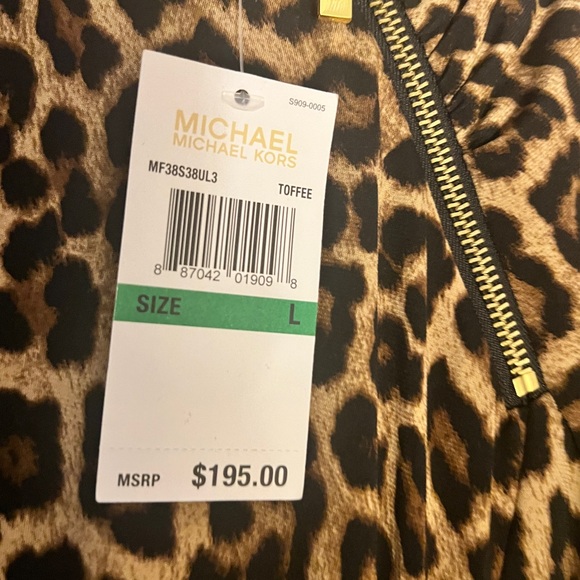 S909-0005
MICHAEL
MICHAEL KORS
MF38S38UL3 TOFFEE
8 87042 01909 8
SIZE L
MSRP $195.00